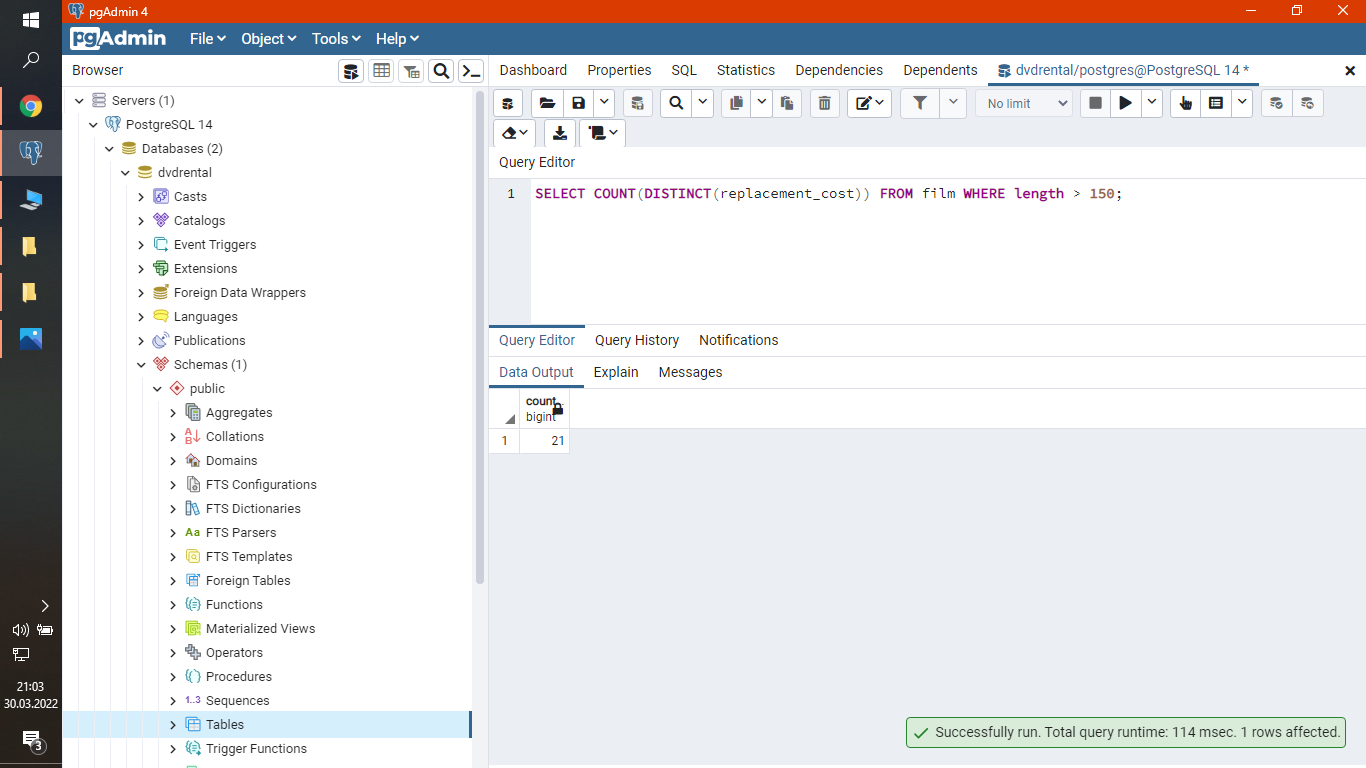 pgAdmin 4
pgAdmin File Object Tools Help
Browser
Dashboard Properties SQL Statistics Dependencies Dependents dvdrental/postgres@PostgreSQL 14 *
Servers (1)
PostgreSQL 14
Databases (2)
dvdrental
Casts
Catalogs
Event Triggers
Extensions
Foreign Data Wrappers
Languages
Publications
Schemas (1)
public
Aggregates
Collations
Domains
FTS Configurations
FTS Dictionaries
Aa FTS Parsers
FTS Templates
Foreign Tables
Functions
Materialized Views
Operators
Procedures
1..3 Sequences
Tables
Trigger Functions
No limit
Query Editor
1 SELECT COUNT(DISTINCT(replacement_cost)) FROM film WHERE length > 150;
Query Editor Query History Notifications
Data Output Explain Messages
count
bigint
1 21
Successfully run. Total query runtime: 114 msec. 1 rows affected.
21:03
30.03.2022
3